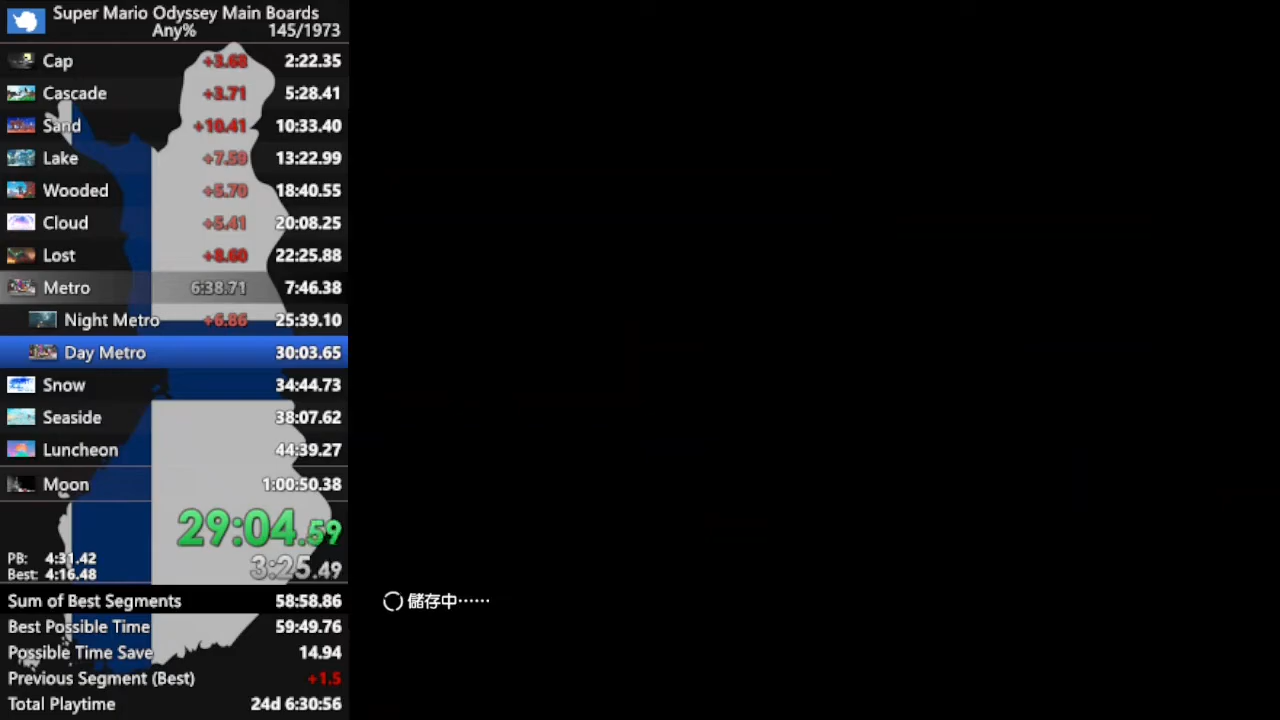 Super Mario Odyssey Main Boards
Any% 145/1973
Cap +3.68 2:22.35
Cascade +3.71 5:28.41
Sand +10.41 10:33.40
Lake +7.59 13:22.99
Wooded +5.70 18:40.55
Cloud +5.41 20:08.25
Lost +8.60 22:25.88
Metro 6:38.71 7:46.38
Night Metro +6.86 25:39.10
Day Metro 30:03.65
Snow 34:44.73
Seaside 38:07.62
Luncheon 44:39.27
Moon 1:00:50.38
29:04.59
PB: 4:31.42
Best: 4:16.48
3:25.49
Sum of Best Segments 58:58.86
Best Possible Time 59:49.76
Possible Time Save 14.94
Previous Segment (Best) +1.5
Total Playtime 24d 6:30:56
儲存中⋯⋯